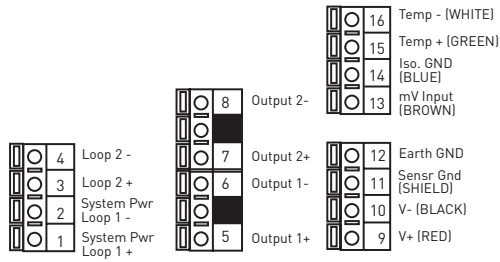 4 Loop 2 -
3 Loop 2 +
2 System Pwr
Loop 1 -
1 System Pwr
Loop 1 +
8 Output 2-
7 Output 2+
6 Output 1-
5 Output 1+
16 Temp - (WHITE)
15 Temp + (GREEN)
14 Iso. GND
(BLUE)
13 mV Input
(BROWN)
12 Earth GND
11 Sensr Gnd
(SHIELD)
10 V- (BLACK)
9 V+ (RED)